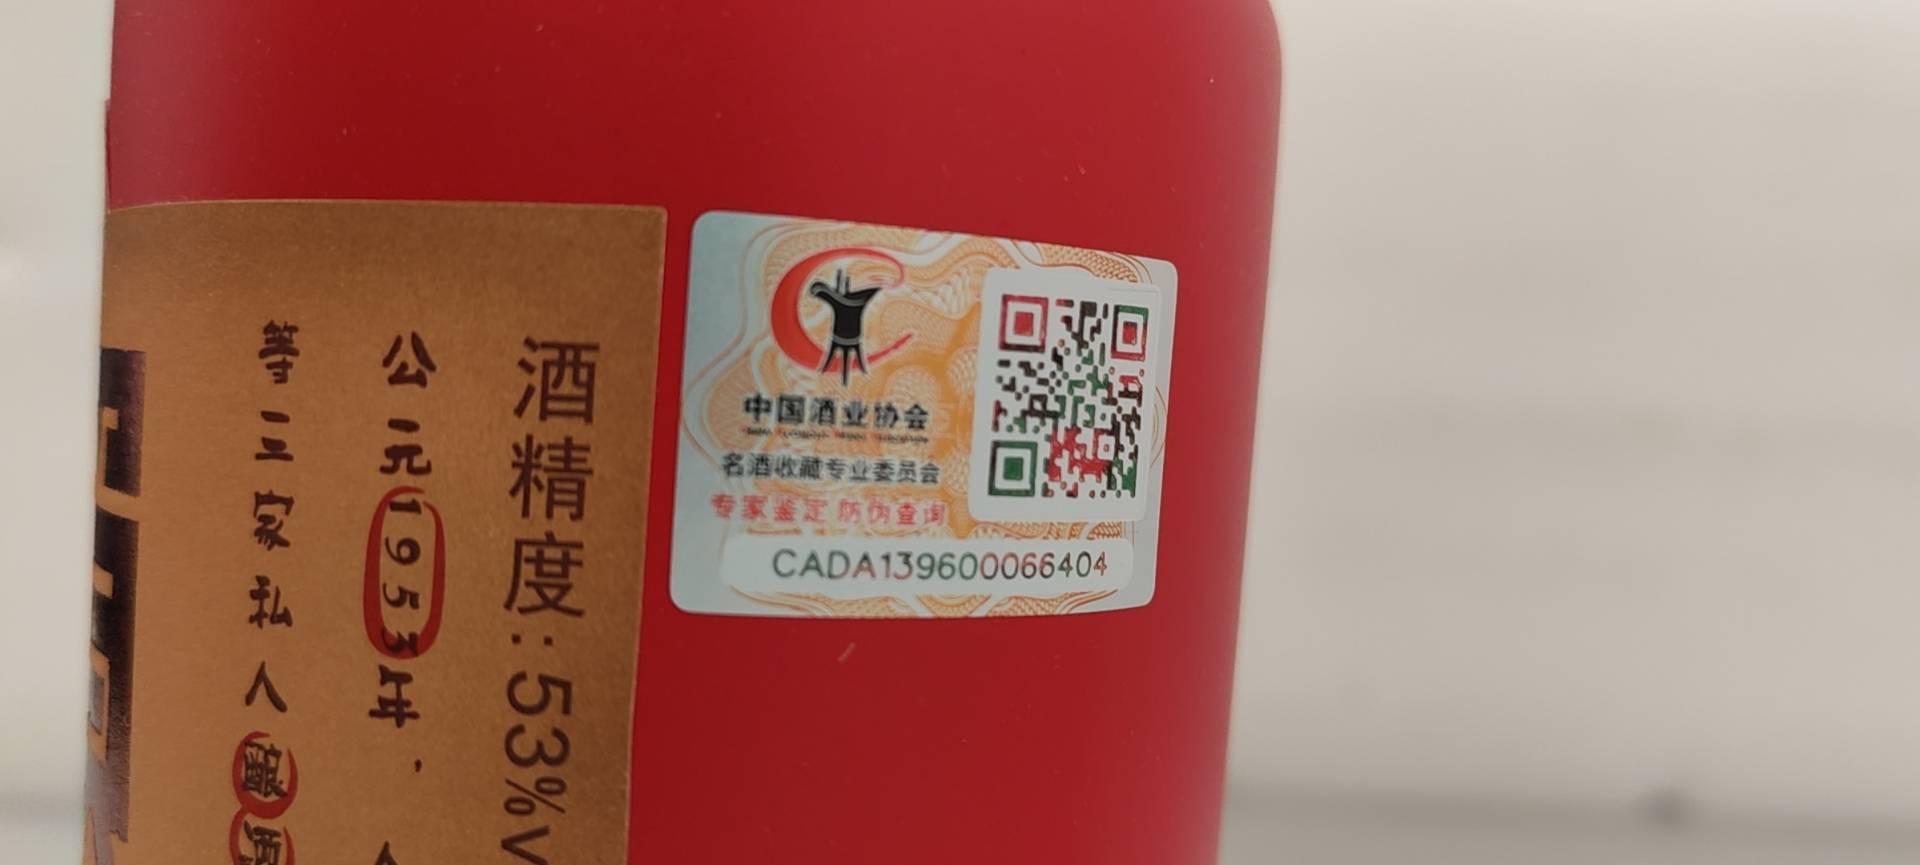 酒精度:53%v
公元1953年,
等三家私人酿酒
中国酒业协会
名酒收藏专业委员会
专家鉴定 防伪查询
CADA139600066404